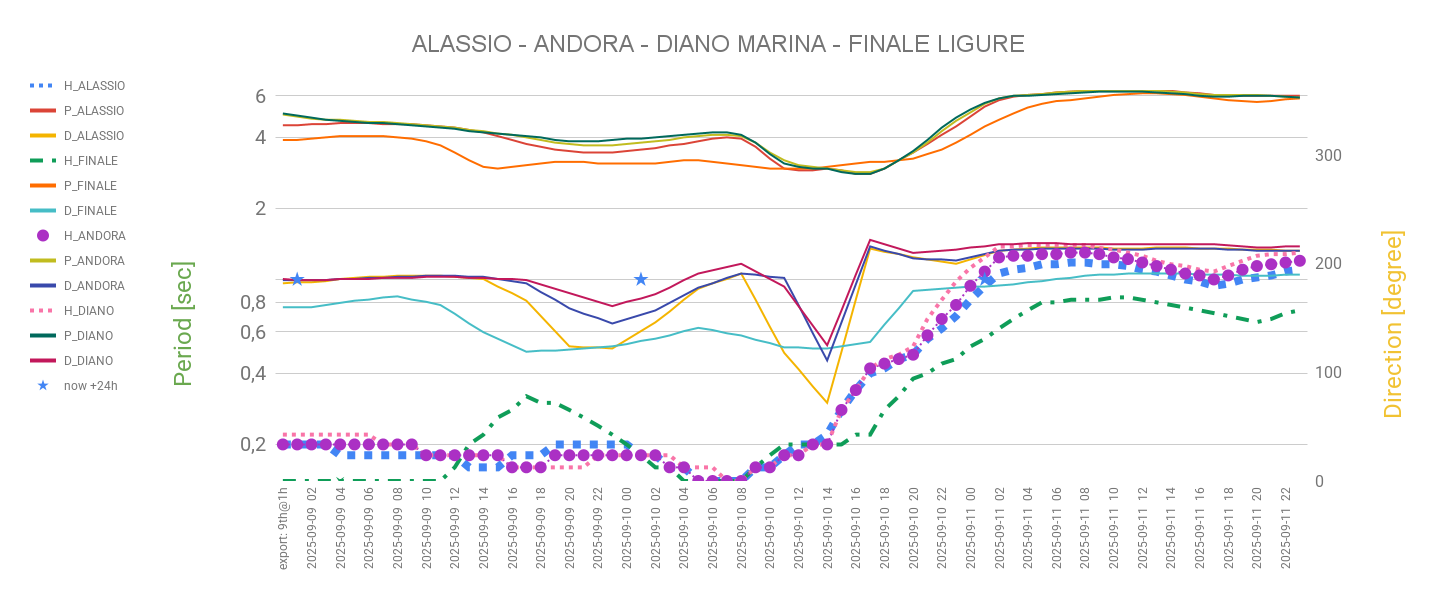 ALASSIO - ANDORA - DIANO MARINA - FINALE LIGURE
H_ALASSIO
P_ALASSIO
D_ALASSIO
H_FINALE
P_FINALE
D_FINALE
H_ANDORA
P_ANDORA
D_ANDORA
H_DIANO
P_DIANO
D_DIANO
now +24h
Period [sec]
6
4
2
0,8
0,6
0,4
0,2
300
200
100
0
Direction [degree]
export: 9th@1h
2025-09-09 02
2025-09-09 04
2025-09-09 06
2025-09-09 08
2025-09-09 10
2025-09-09 12
2025-09-09 14
2025-09-09 16
2025-09-09 18
2025-09-09 20
2025-09-09 22
2025-09-10 00
2025-09-10 02
2025-09-10 04
2025-09-10 06
2025-09-10 08
2025-09-10 10
2025-09-10 12
2025-09-10 14
2025-09-10 16
2025-09-10 18
2025-09-10 20
2025-09-10 22
2025-09-11 00
2025-09-11 02
2025-09-11 04
2025-09-11 06
2025-09-11 08
2025-09-11 10
2025-09-11 12
2025-09-11 14
2025-09-11 16
2025-09-11 18
2025-09-11 20
2025-09-11 22